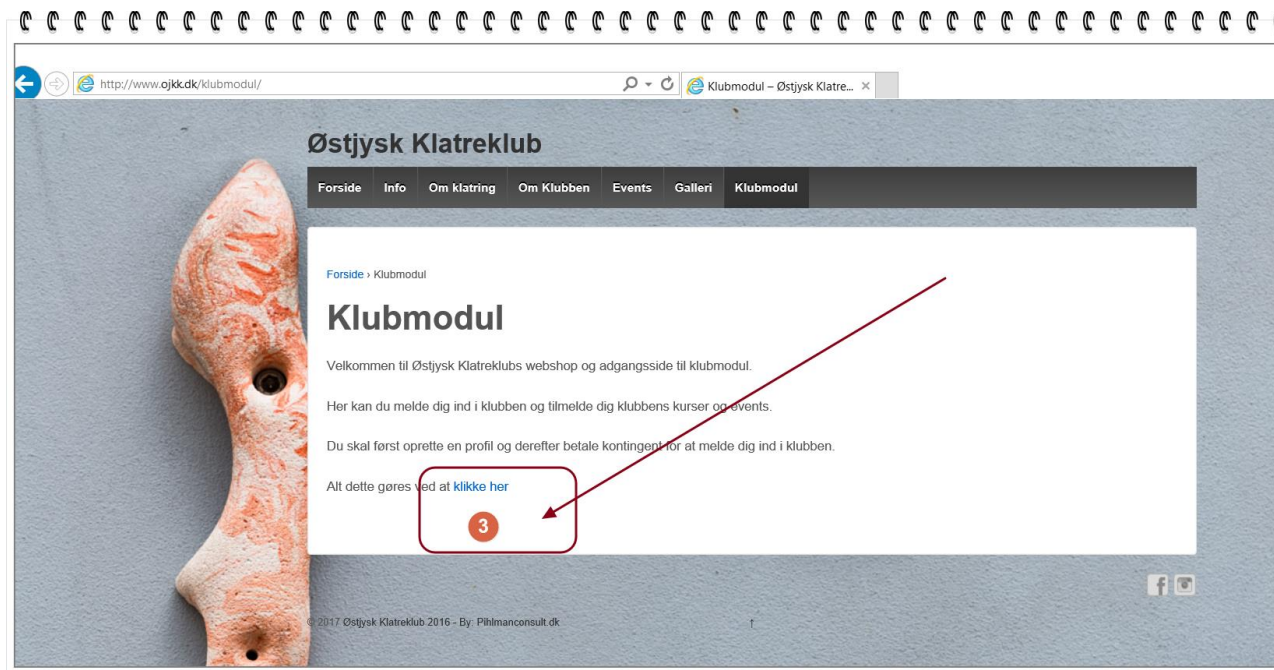 http://www.ojkk.dk/klubmodul/
Klubmodul – Østjysk Klatre...
Østjysk Klatreklub
Forside Info Om klatring Om Klubben Events Galleri Klubmodul
Forside › Klubmodul
Klubmodul
Velkommen til Østjysk Klatreklubs webshop og adgangsside til klubmodul.
Her kan du melde dig ind i klubben og tilmelde dig klubbens kurser og events.
Du skal først oprette en profil og derefter betale kontingent for at melde dig ind i klubben.
Alt dette gøres ved at klikke her
3
© 2017 Østjysk Klatreklub 2016 - By: Pihlmanconsult.dk ↑